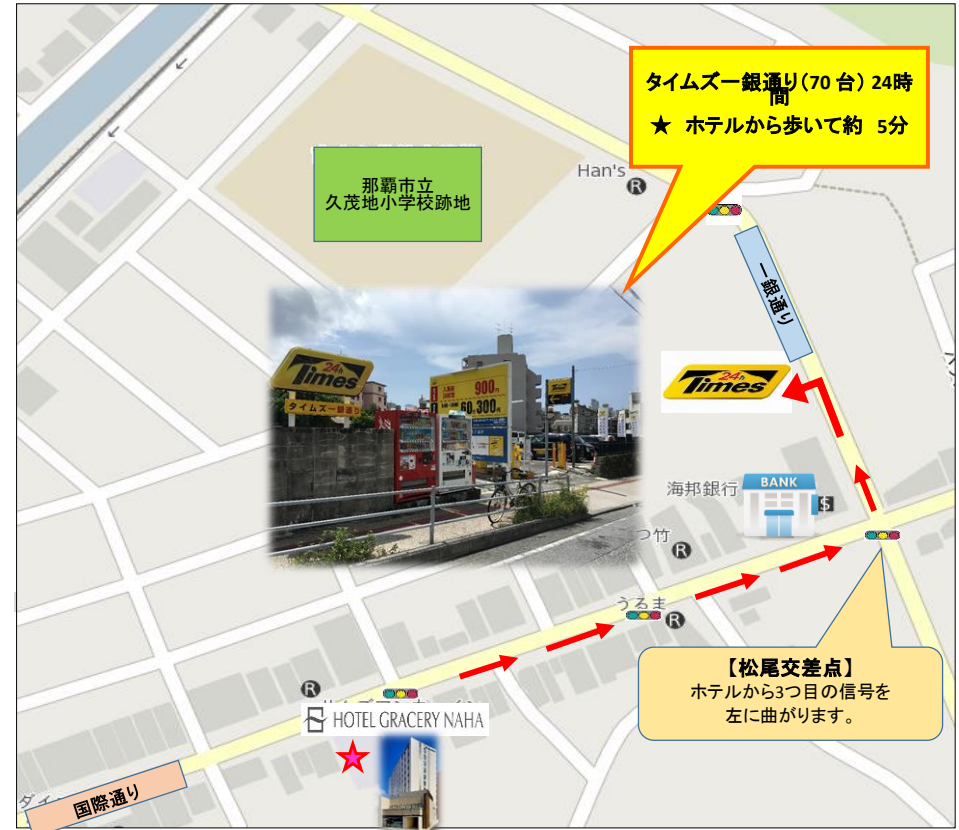 タイムズ一銀通り(70 台) 24時
間
★ ホテルから歩いて約 5分
Han's
R
那覇市立
久茂地小学校跡地
一銀通り
24h
Times
タイムズ一銀通り
900円
60,300円
24h
Times
海邦銀行
BANK
$
つ竹
R
うるま
R
【松尾交差点】
ホテルから3つ目の信号を
左に曲がります。
R
HOTEL GRACERY NAHA
国際通り